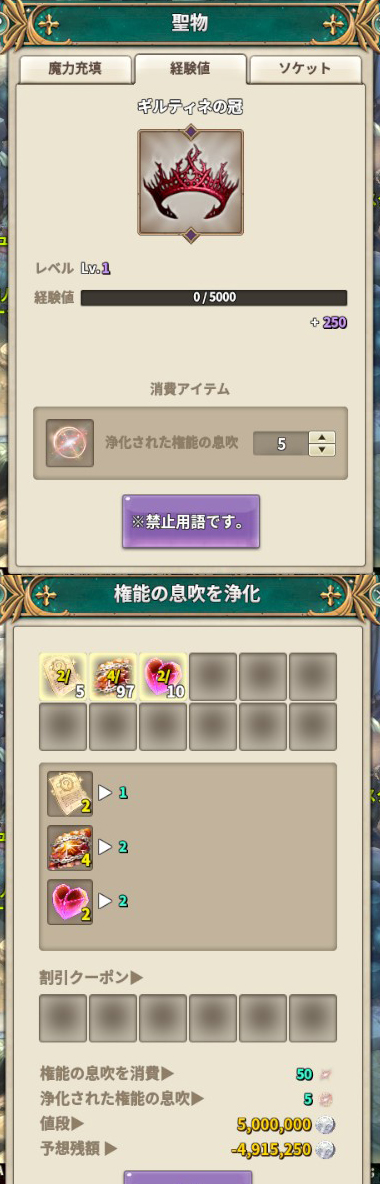 聖物
魔力充填 経験値 ソケット
ギルティネの冠
レベル Lv.1
経験値 0 / 5000
+ 250
消費アイテム
浄化された権能の息吹 5
※禁止用語です。
権能の息吹を浄化
2/5 4/97 2/10
2 ▷ 1
4 ▷ 2
2 ▷ 2
割引クーポン▶
権能の息吹を消費▶ 50
浄化された権能の息吹▶ 5
値段▶ 5,000,000
予想残額 ▶ -4,915,250